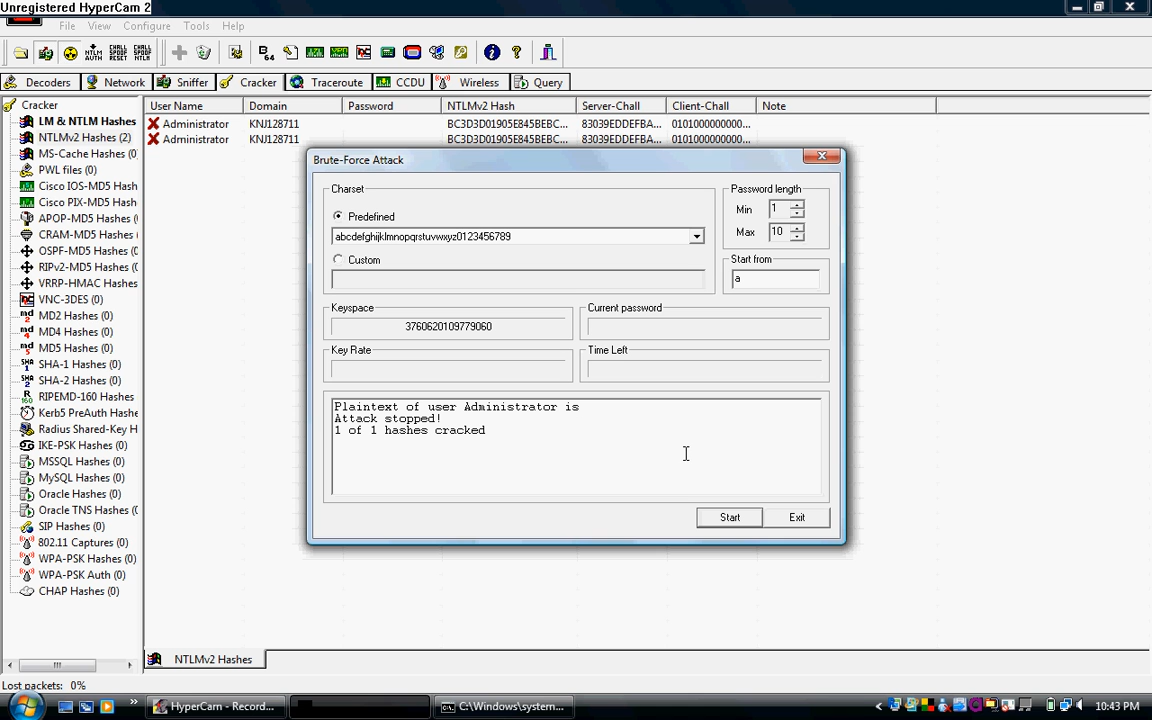 Unregistered HyperCam 2
File View Configure Tools Help
Decoders Network Sniffer Cracker Traceroute CCDU Wireless Query
Cracker
LM & NTLM Hashes
NTLMv2 Hashes (2)
MS-Cache Hashes (0)
PWL files (0)
Cisco IOS-MD5 Hash
Cisco PIX-MD5 Hash
APOP-MD5 Hashes (
CRAM-MD5 Hashes (
OSPF-MD5 Hashes (
RIPv2-MD5 Hashes (
VRRP-HMAC Hashes
VNC-3DES (0)
MD2 Hashes (0)
MD4 Hashes (0)
MD5 Hashes (0)
SHA-1 Hashes (0)
SHA-2 Hashes (0)
RIPEMD-160 Hashes
Kerb5 PreAuth Hashe
Radius Shared-Key H
IKE-PSK Hashes (0)
MSSQL Hashes (0)
MySQL Hashes (0)
Oracle Hashes (0)
Oracle TNS Hashes (
SIP Hashes (0)
802.11 Captures (0)
WPA-PSK Hashes (0)
WPA-PSK Auth (0)
CHAP Hashes (0)
User Name Domain Password NTLMv2 Hash Server-Chall Client-Chall Note
Administrator KNJ128711 BC3D3D01905E845BEBC... 83039EDDEFBA... 0101000000000...
Administrator KNJ128711 BC3D3D01905E845BEBC... 83039EDDEFBA... 0101000000000...
Brute-Force Attack
Charset
Predefined
abcdefghijklmnopqrstuvwxyz0123456789
Custom
Password length
Min 1
Max 10
Start from
a
Keyspace
3760620109779060
Current password
Key Rate
Time Left
Plaintext of user Administrator is
Attack stopped!
1 of 1 hashes cracked
Start Exit
NTLMv2 Hashes
Lost packets: 0%
HyperCam - Record... C:\Windows\system... 10:43 PM